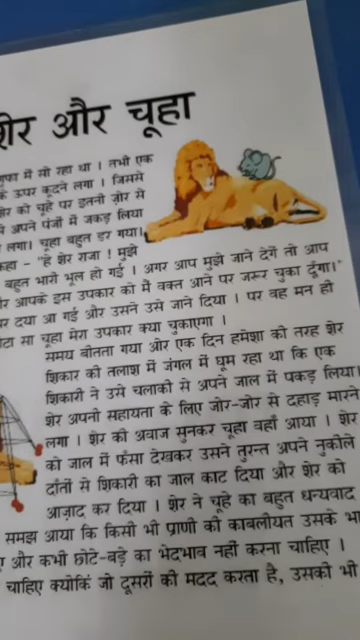 शेर और चूहा
में सो रहा था । तभी एक
के ऊपर कूदने लगा । जिससे
शेर को चूहे पर इतनी ज़ोर से
अपने पंजों में जकड़ लिया
लगा। चूहा बहुत डर गया।
कहा - "हे शेर राजा ! मुझे
बहुत भारी भूल हो गई । अगर आप मुझे जाने देगें तो आप
आपके इस उपकार को मैं वक्त आने पर जरूर चुका दूँगा।"
दया आ गई और उसने उसे जाने दिया । पर वह मन ही
सा चूहा मेरा उपकार क्या चुकाएगा ।
समय बीतता गया और एक दिन हमेशा की तरह शेर
शिकार की तलाश में जंगल में घूम रहा था कि एक
शिकारी ने उसे चलाकी से अपने जाल में पकड़ लिया।
शेर अपनी सहायता के लिए जोर-जोर से दहाड़ मारने
लगा । शेर की अवाज सुनकर चूहा वहाँ आया । शेर
को जाल में फँसा देखकर उसने तुरन्त अपने नुकीले
दाँतों से शिकारी का जाल काट दिया और शेर को
आज़ाद कर दिया । शेर ने चूहे का बहुत धन्यवाद
समझ आया कि किसी भी प्राणी की काबलीयत उसके
और कभी छोटे-बड़े का भेदभाव नहीं करना चाहिए ।
चाहिए क्योंकि जो दूसरों की मदद करता है, उसकी भी